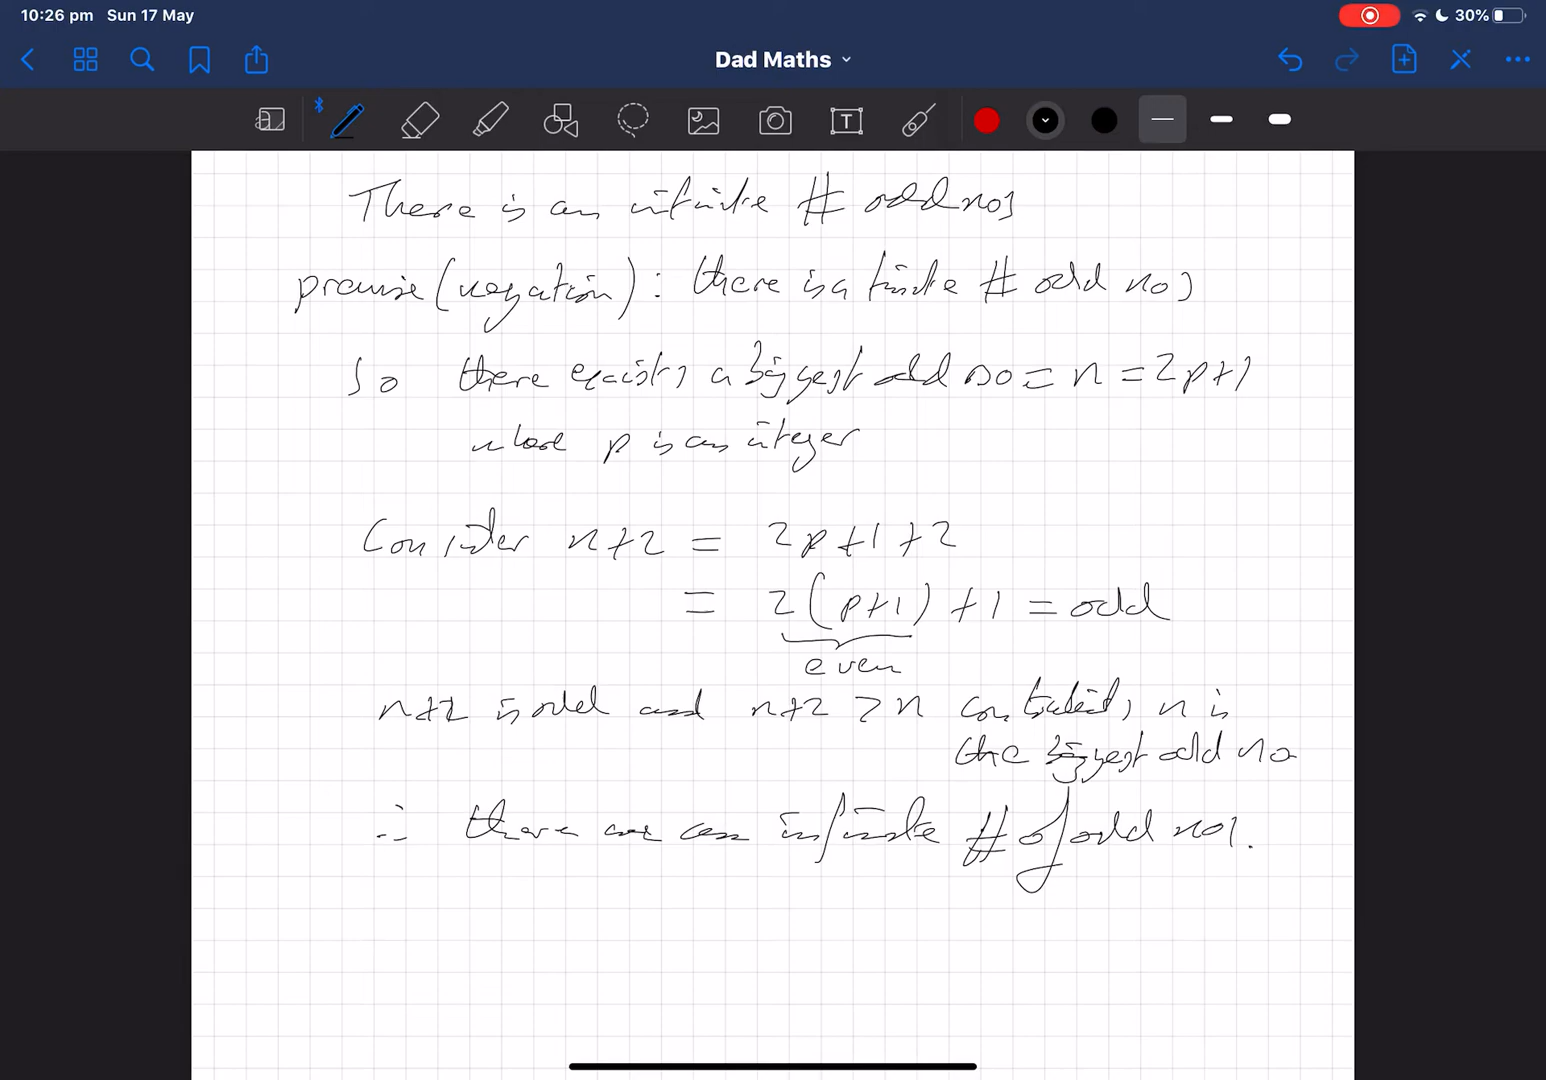 10:26 pm Sun 17 May
30%
Dad Maths
T
There is an infinite # odd nos
premise (negation) : there is a finite # odd nos
So there exists a biggest odd no = n = 2p+1
where p is an integer
Consider n+2 = 2p+1+2
= 2(p+1) +1 = odd
even
n+2 is odd and n+2 > n contradicts n is
the biggest odd no
∴ there are an infinite # of odd nos.